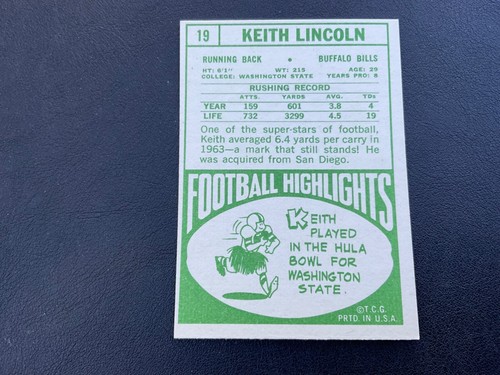 19 KEITH LINCOLN
RUNNING BACK • BUFFALO BILLS
HT: 6'1" WT: 215 AGE: 29
COLLEGE: WASHINGTON STATE YEARS PRO: 8
RUSHING RECORD
ATTS. YARDS AVG. TDs
YEAR 159 601 3.8 4
LIFE 732 3299 4.5 19
One of the super-stars of football,
Keith averaged 6.4 yards per carry in
1963—a mark that still stands! He
was acquired from San Diego.
FOOTBALL HIGHLIGHTS
KEITH
PLAYED
IN THE HULA
BOWL FOR
WASHINGTON
STATE.
©T.C.G.
PRTD. IN U.S.A.